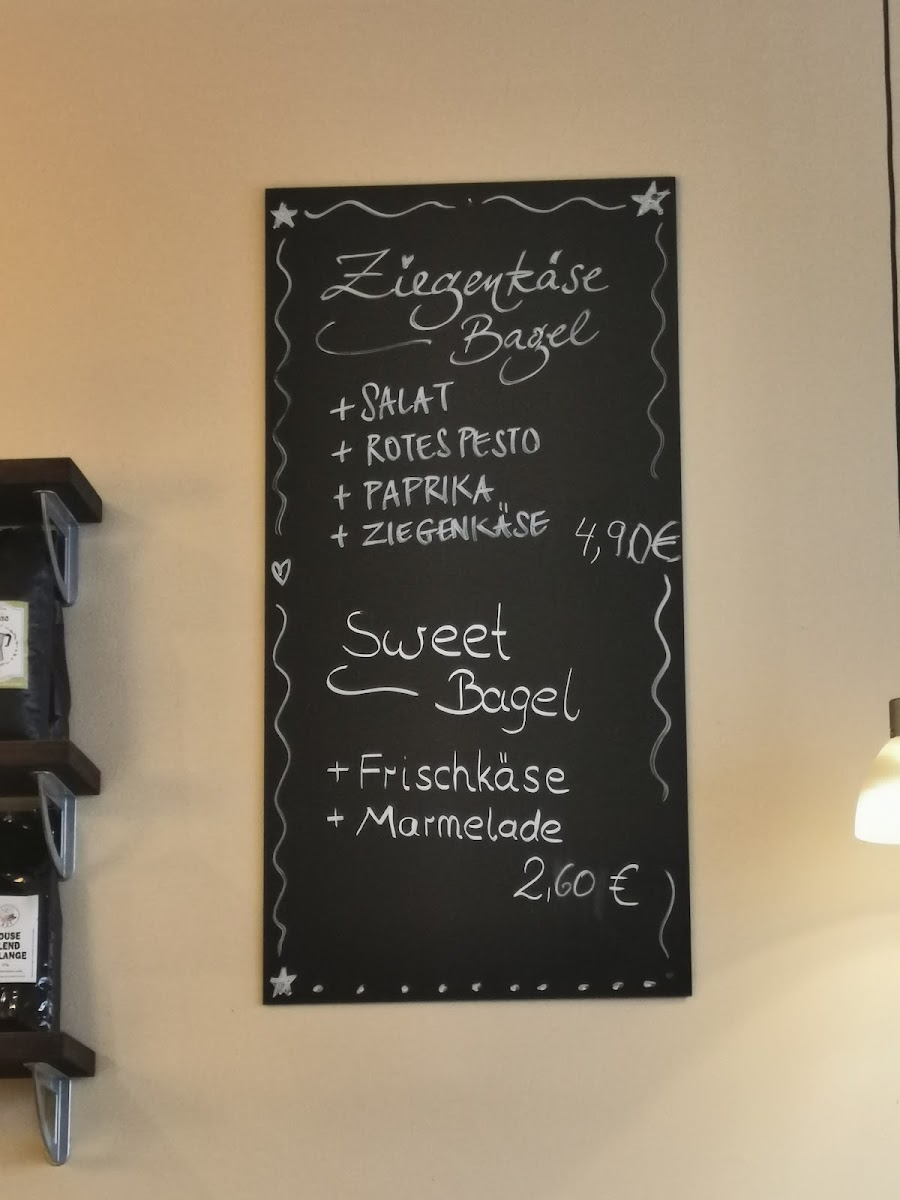 Ziegenkäse
Bagel
+ SALAT
+ ROTES PESTO
+ PAPRIKA
+ ZIEGENKÄSE 4,90€
Sweet
Bagel
+ Frischkäse
+ Marmelade
2,60 €